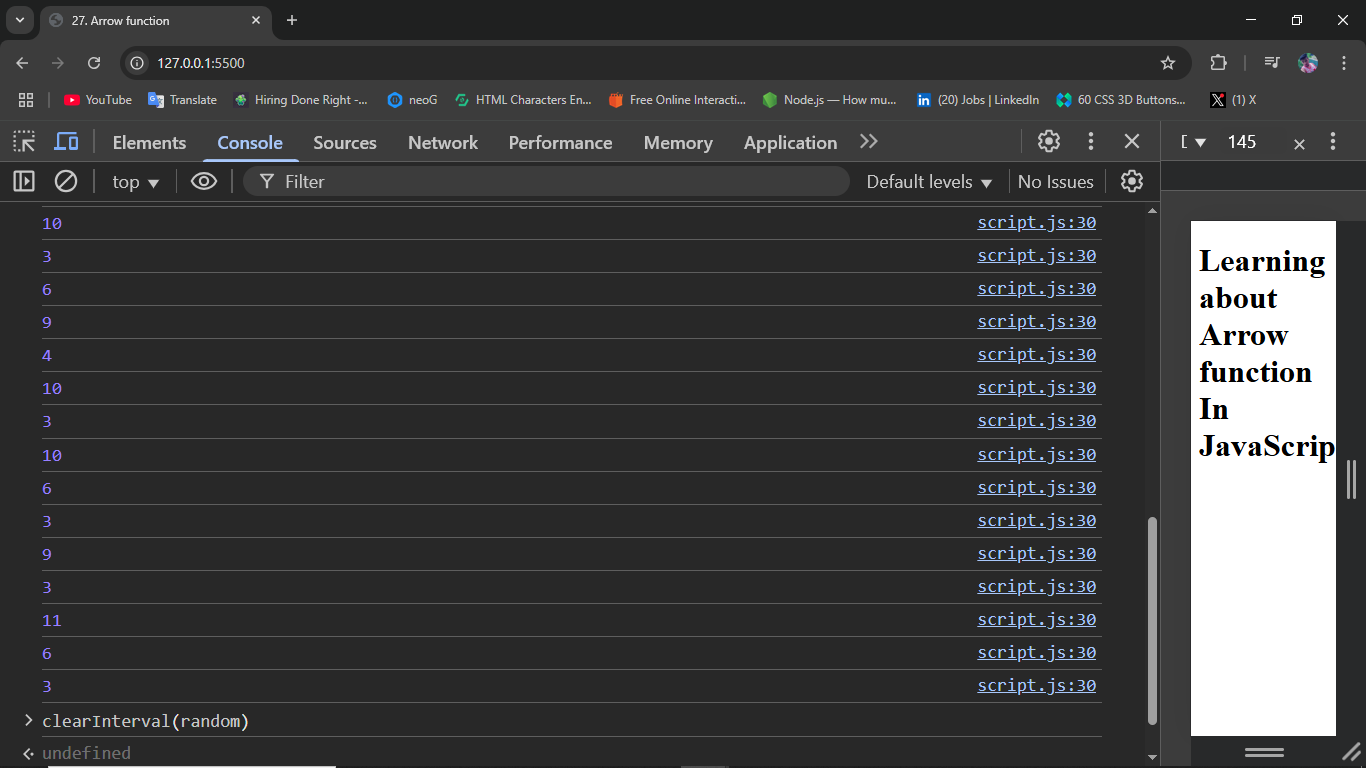 27. Arrow function
127.0.0.1:5500
YouTube Translate Hiring Done Right -... neoG HTML Characters En... Free Online Interacti... Node.js — How mu... (20) Jobs | LinkedIn 60 CSS 3D Buttons... (1) X
Elements Console Sources Network Performance Memory Application 145
top Filter Default levels No Issues
10 script.js:30
3 script.js:30
6 script.js:30
9 script.js:30
4 script.js:30
10 script.js:30
3 script.js:30
10 script.js:30
6 script.js:30
3 script.js:30
9 script.js:30
3 script.js:30
11 script.js:30
6 script.js:30
3 script.js:30
clearInterval(random)
undefined
Learning
about
Arrow
function
In
JavaScrip